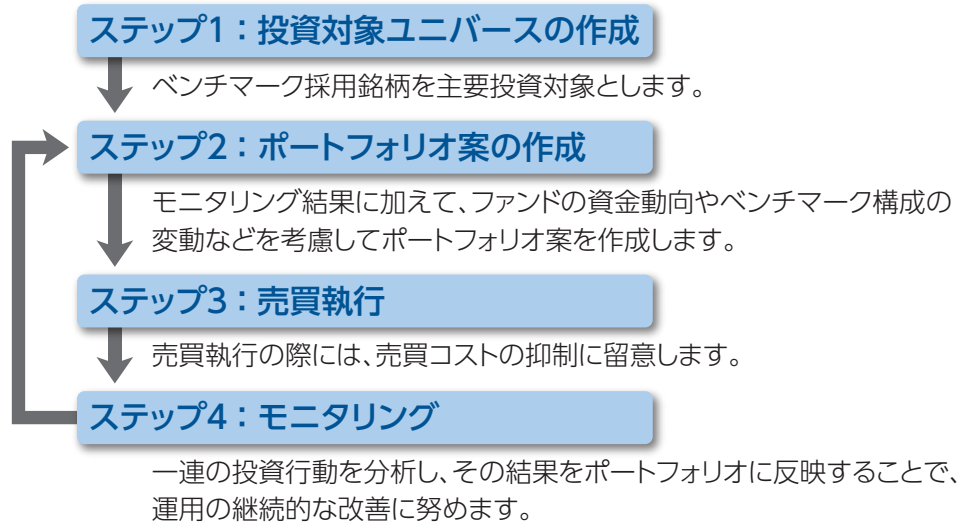 ステップ1：投資対象ユニバースの作成
ベンチマーク採用銘柄を主要投資対象とします。
ステップ2：ポートフォリオ案の作成
モニタリング結果に加えて、ファンドの資金動向やベンチマーク構成の
変動などを考慮してポートフォリオ案を作成します。
ステップ3：売買執行
売買執行の際には、売買コストの抑制に留意します。
ステップ4：モニタリング
一連の投資行動を分析し、その結果をポートフォリオに反映することで、
運用の継続的な改善に努めます。